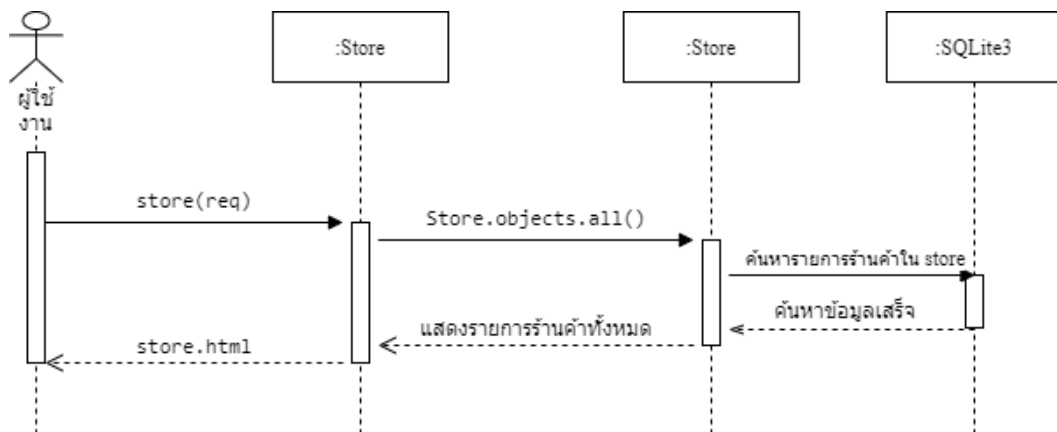 :Store
:Store
:SQLite3
ผู้ใช้
งาน
store(req)
Store.objects.all()
ค้นหารายการร้านค้าใน store
ค้นหาข้อมูลเสร็จ
แสดงรายการร้านค้าทั้งหมด
store.html